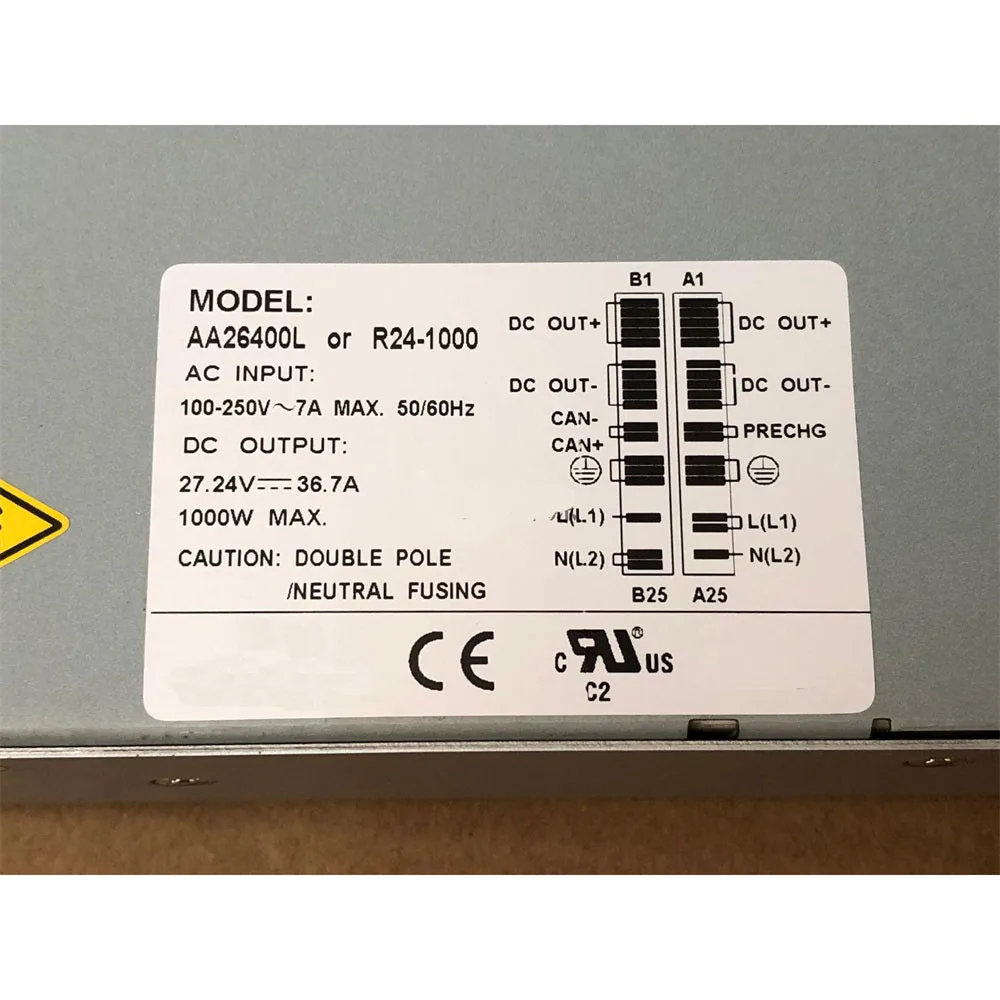 MODEL:
AA26400L or R24-1000
AC INPUT:
100-250V～7A MAX. 50/60Hz
DC OUTPUT:
27.24V⎓36.7A
1000W MAX.
CAUTION: DOUBLE POLE
/NEUTRAL FUSING
B1 A1
DC OUT+ DC OUT+
DC OUT- DC OUT-
CAN-
CAN+ PRECHG
L(L1) L(L1)
N(L2) N(L2)
B25 A25
CE
C RU® US
C2